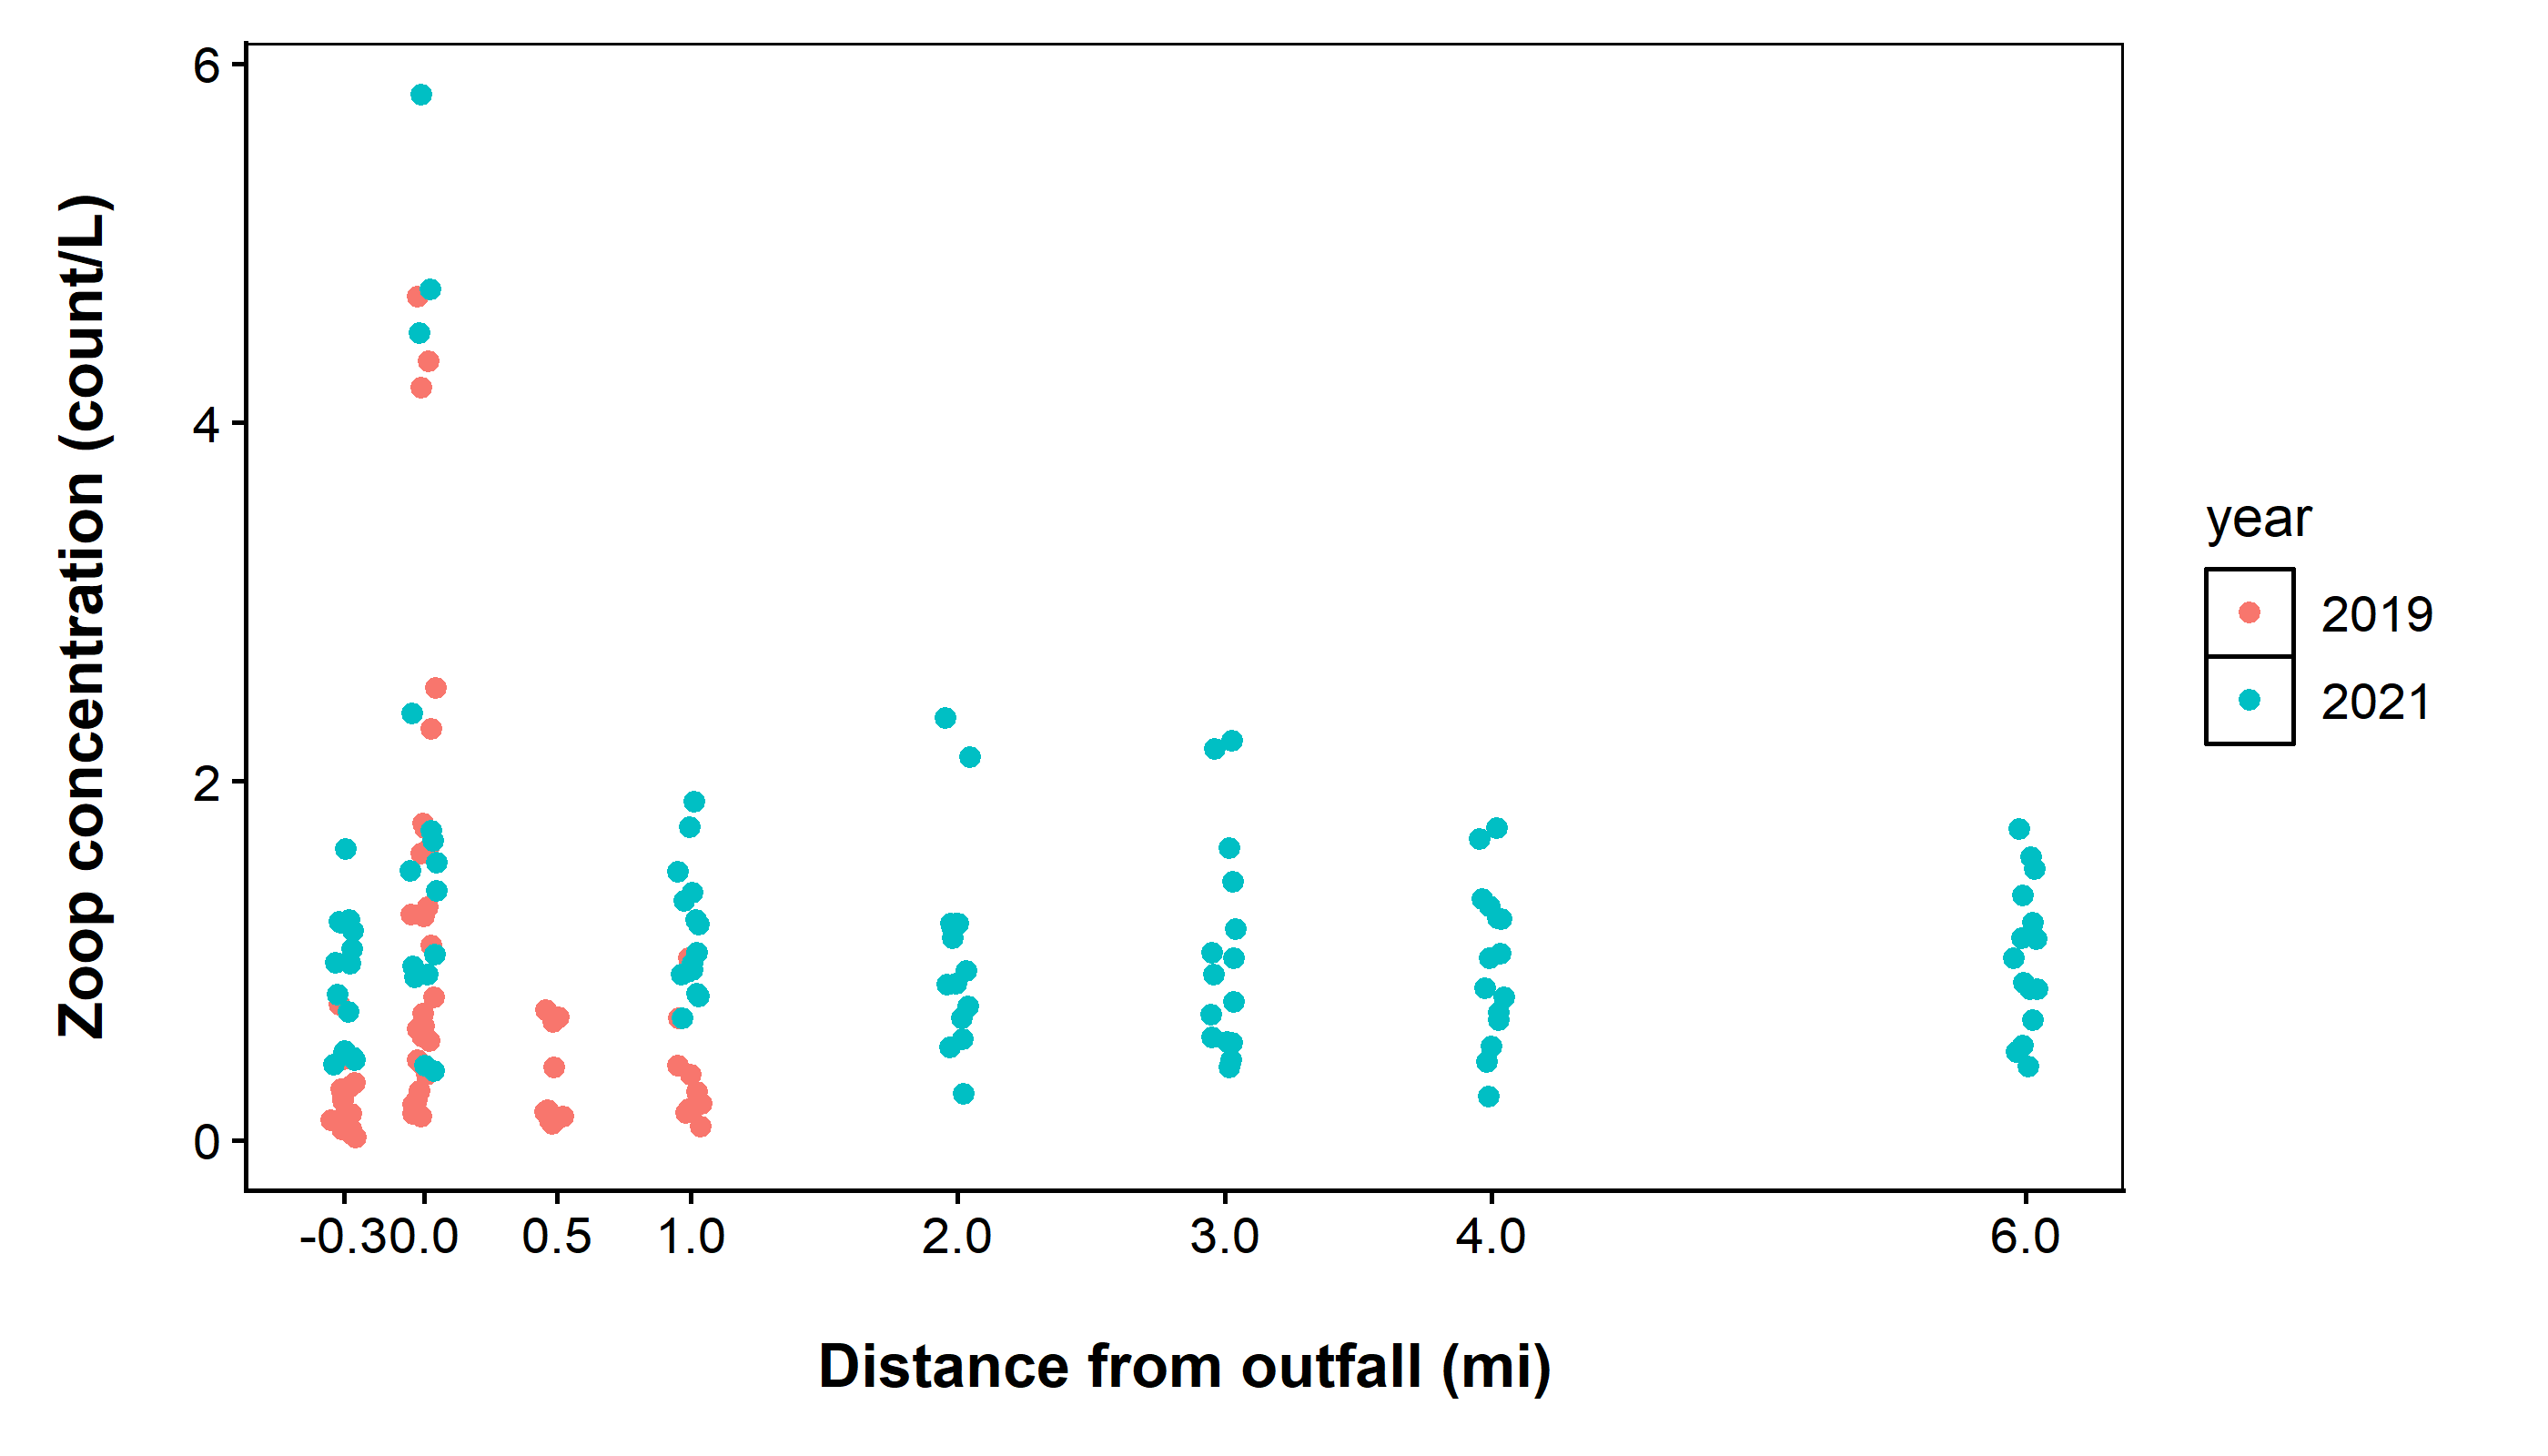 Zoop concentration (count/L)
6
4
2
0
-0.3 0.0 0.5 1.0 2.0 3.0 4.0 6.0
Distance from outfall (mi)
year
2019
2021